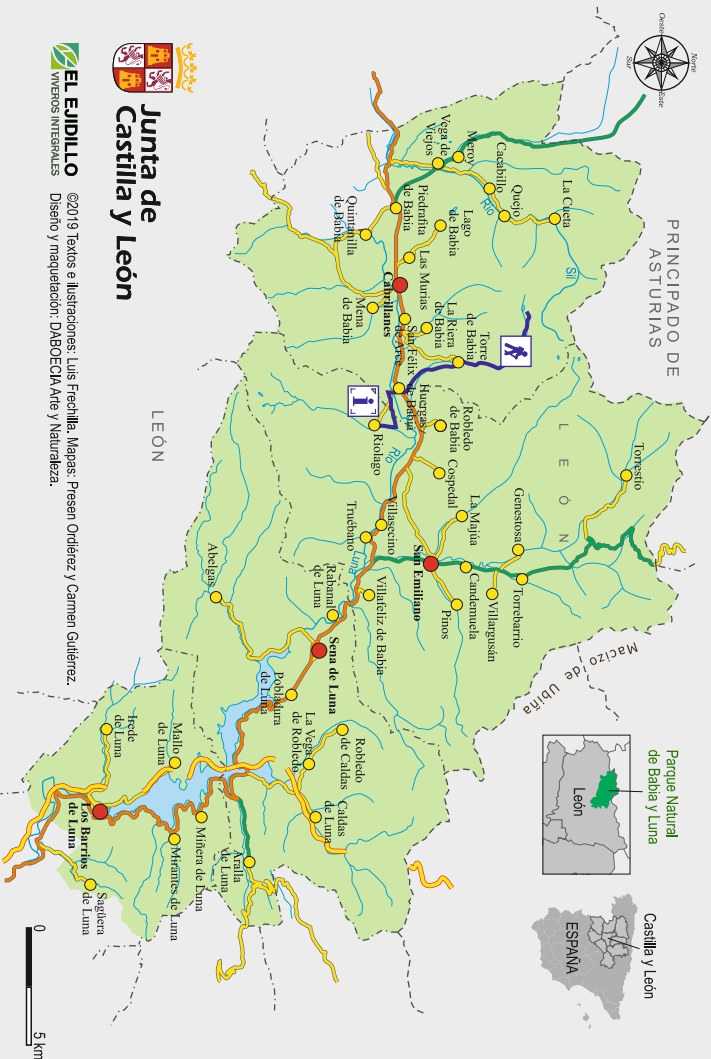 Norte
Oeste
Este
Sur
PRINCIPADO DE
ASTURIAS
Parque Natural
de Babia y Luna
León
Castilla y León
ESPAÑA
Macizo de Ubiña
L E Ó N
La Cueta
Río
Sil
Quejo
Cacabillo
Meroy
Vega de
Viejos
Lago
de Babia
Piedrafita
de Babia
Quintanilla
de Babia
Las Murias
Cabrillanes
Mena
de Babia
La Riera
de Babia
San Félix
de Arce
Torre
de Babia
Huergas
de Babia
i
Riolago
Río
Luna
Robledo
de Babia
Cospedal
La Majúa
Torrestío
Genestosa
Torrebarrio
Villargusán
Candemuela
San Emiliano
Pinos
Villasecino
Truébano
Villafeliz de Babia
Rabanal
de Luna
Sena de Luna
Abelgas
Pobladura
de Luna
La Vega
de Robledo
Robledo
de Caldas
Caldas
de Luna
Aralla
de Luna
Mallo
de Luna
Irede
de Luna
Miñera de Luna
Mirantes de Luna
Los Barrios
de Luna
Sagüera
de Luna
LEÓN
0 5 km
Junta de
Castilla y León
EL EJIDILLO
VIVEROS INTEGRALES
©2019 Textos e ilustraciones: Luis Frechilla. Mapas: Presen Ordiérez y Carmen Gutiérrez.
Diseño y maquetación: DABOECIA Arte y Naturaleza.